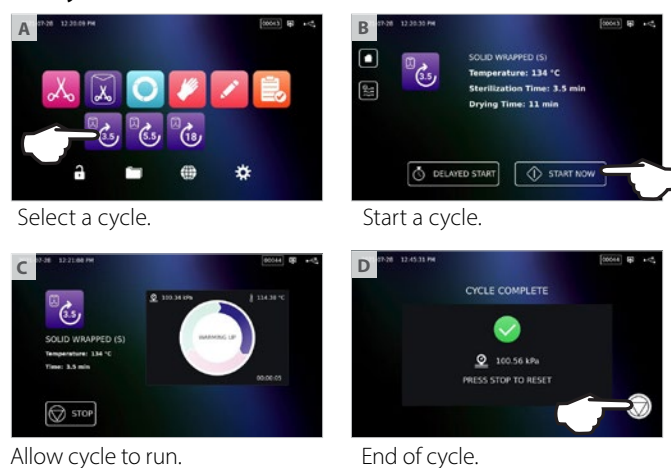 A
07-28 12:20:09 PM 00043
3.5 5.5 18
Select a cycle.
B
07-28 12:20:30 PM 00043
3.5
SOLID WRAPPED (S)
Temperature: 134 °C
Sterilization Time: 3.5 min
Drying Time: 11 min
DELAYED START START NOW
Start a cycle.
C
07-28 12:21:00 PM 00044
3.5
100.34 kPa 114.38 °C
WARMING UP
SOLID WRAPPED (S)
Temperature: 134 °C
Time: 3.5 min
00:00:05
STOP
Allow cycle to run.
D
07-28 12:45:31 PM 00044
CYCLE COMPLETE
100.56 kPa
PRESS STOP TO RESET
End of cycle.